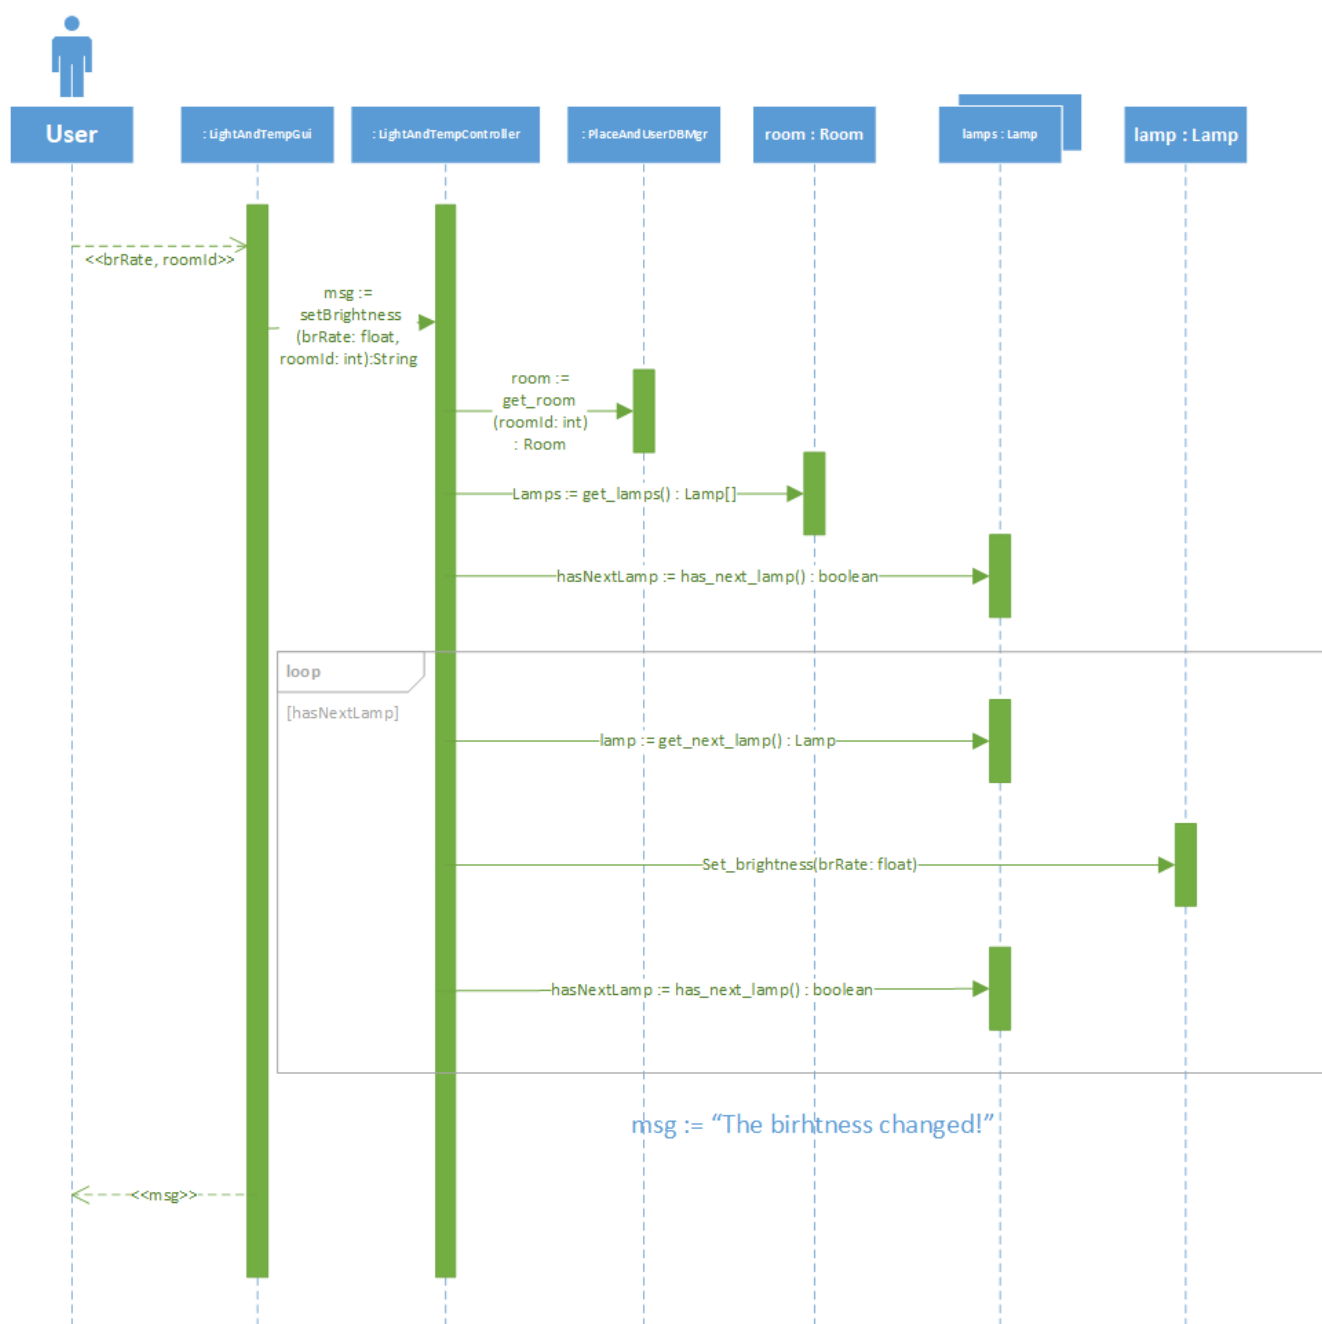 User
: LightAndTempGui
: LightAndTempController
: PlaceAndUserDBMgr
room : Room
lamps : Lamp
lamp : Lamp
<<brRate, roomId>>
msg :=
setBrightness
(brRate: float,
roomId: int):String
room :=
get_room
(roomId: int)
: Room
Lamps := get_lamps() : Lamp[]
hasNextLamp := has_next_lamp() : boolean
loop
[hasNextLamp]
lamp := get_next_lamp() : Lamp
Set_brightness(brRate: float)
hasNextLamp := has_next_lamp() : boolean
msg := “The birhtness changed!”
<<msg>>